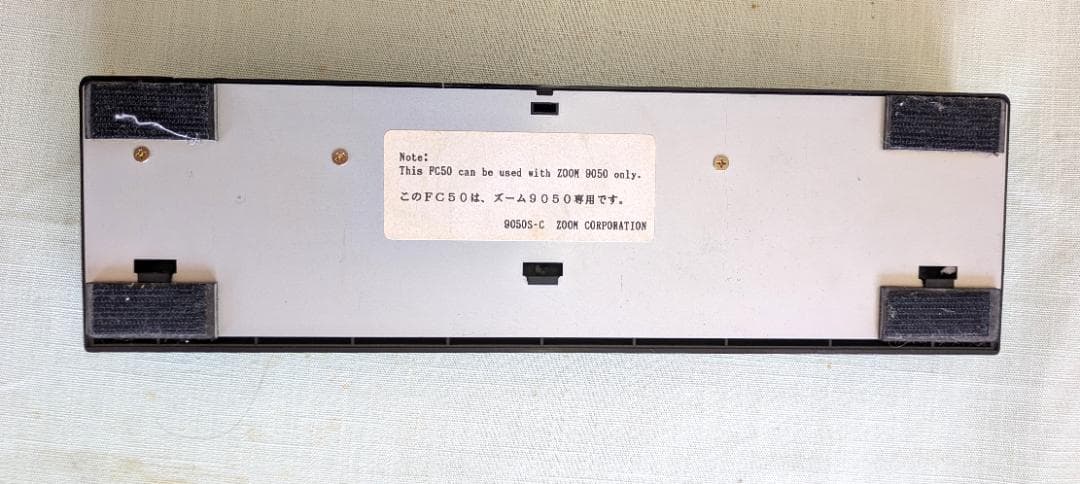 Note:
This FC50 can be used with ZOOM 9050 only.
このＦＣ５０は、ズーム９０５０専用です。
9050S-C ZOOM CORPORATION